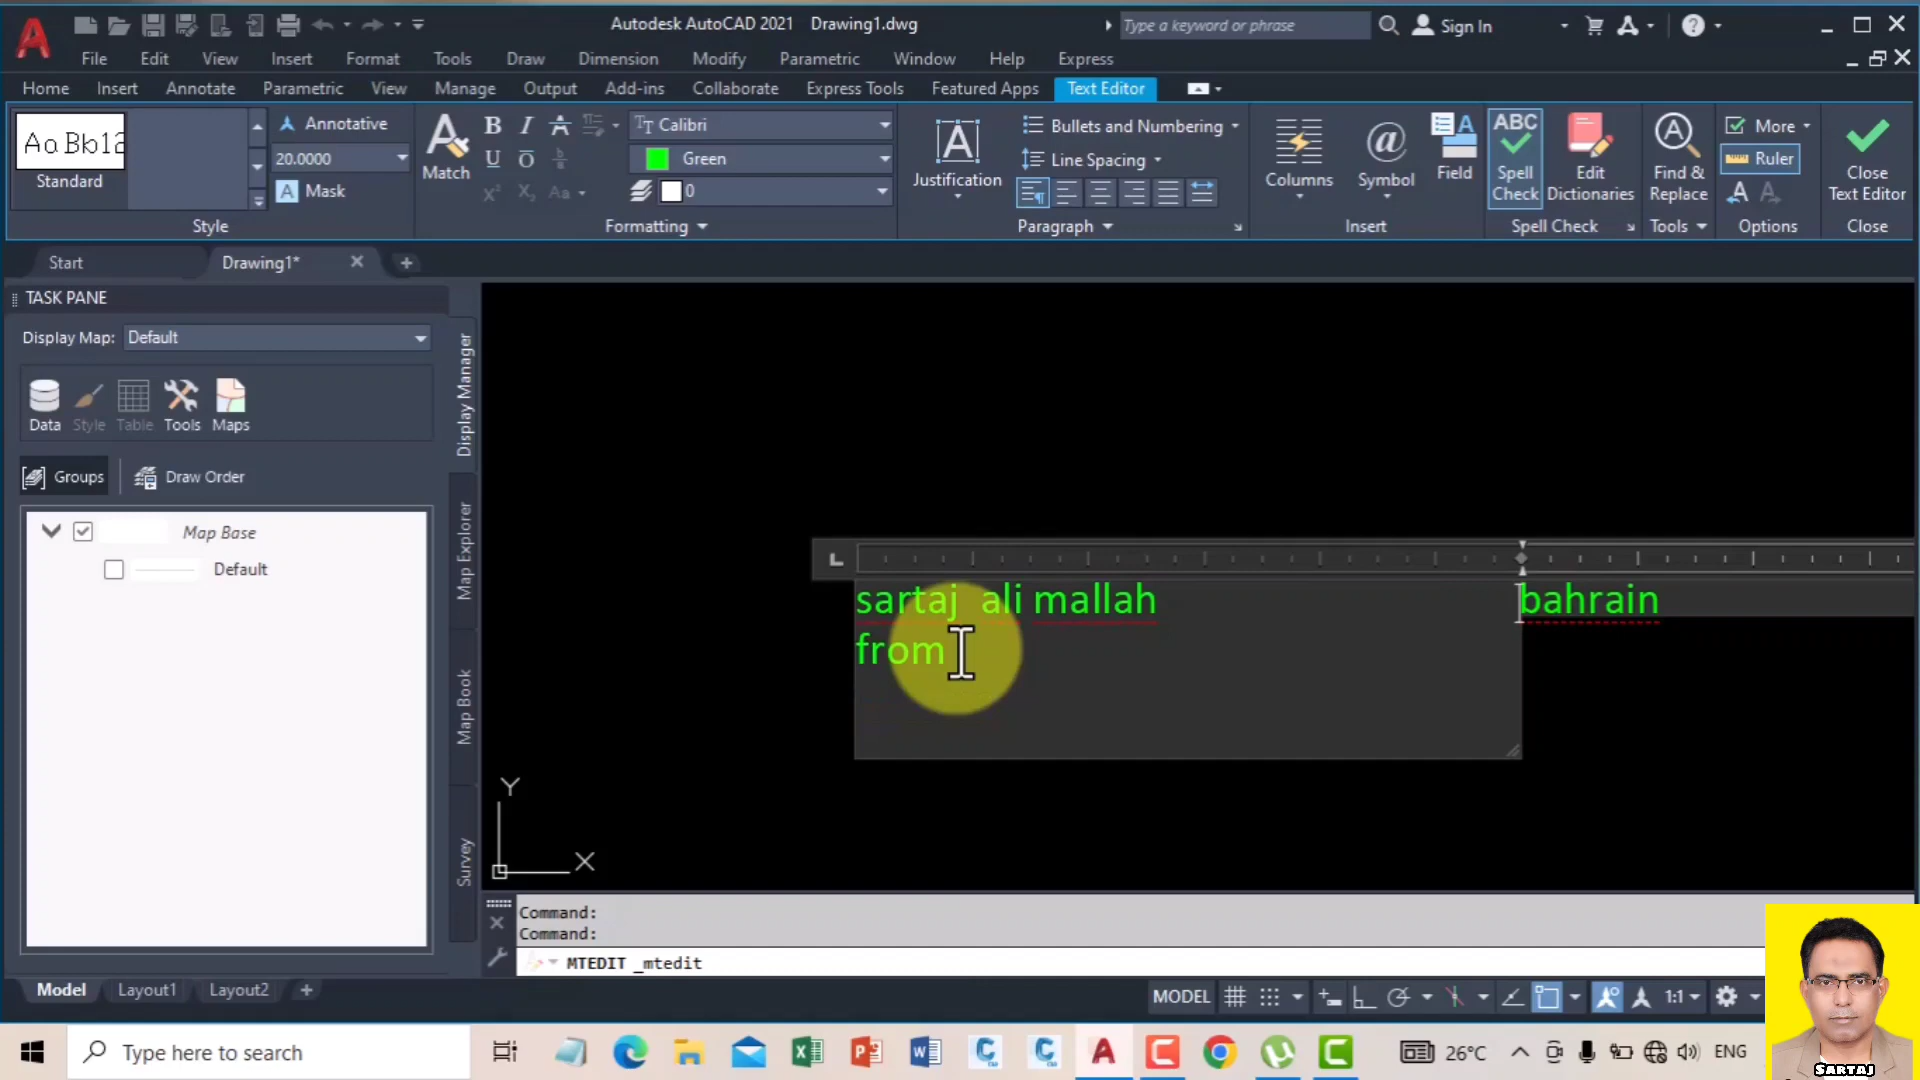 Autodesk AutoCAD 2021 Drawing1.dwg
Type a keyword or phrase
Sign In
File Edit View Insert Format Tools Draw Dimension Modify Parametric Window Help Express
Home Insert Annotate Parametric View Manage Output Add-ins Collaborate Express Tools Featured Apps Text Editor
Standard
Annotative
20.0000
Mask
Style
Match
Calibri
Green
0
Formatting
Justification
Bullets and Numbering
Line Spacing
Paragraph
Columns
Symbol
Field
Insert
ABC
Spell
Check
Edit
Dictionaries
Spell Check
Find &
Replace
Tools
More
Ruler
Options
Close
Text Editor
Close
Start
Drawing1*
TASK PANE
Display Map: Default
Data Style Table Tools Maps
Groups
Draw Order
Map Base
Default
Display Manager
Map Explorer
Map Book
Survey
sartaj  ali mallah bahrain
from
Y
X
Command:
Command:
MTEDIT _mtedit
Model Layout1 Layout2
MODEL
1:1
Type here to search
26°C
ENG
SARTAJ